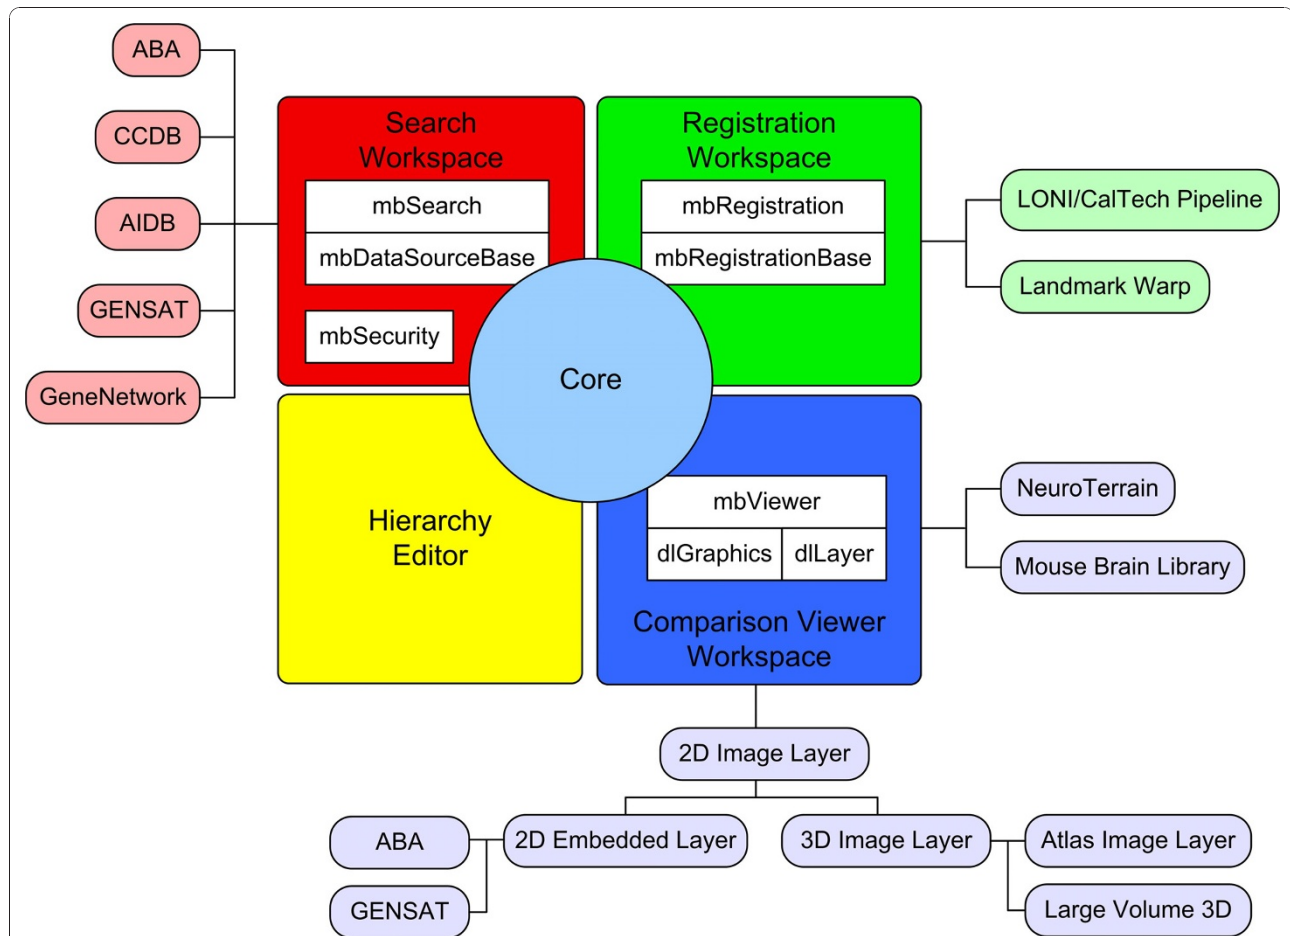 ABA
CCDB
AIDB
GENSAT
GeneNetwork
Search
Workspace
mbSearch
mbDataSourceBase
mbSecurity
Registration
Workspace
mbRegistration
mbRegistrationBase
LONI/CalTech Pipeline
Landmark Warp
Core
Hierarchy
Editor
mbViewer
dlGraphics
dlLayer
Comparison Viewer
Workspace
NeuroTerrain
Mouse Brain Library
2D Image Layer
2D Embedded Layer
3D Image Layer
ABA
GENSAT
Atlas Image Layer
Large Volume 3D